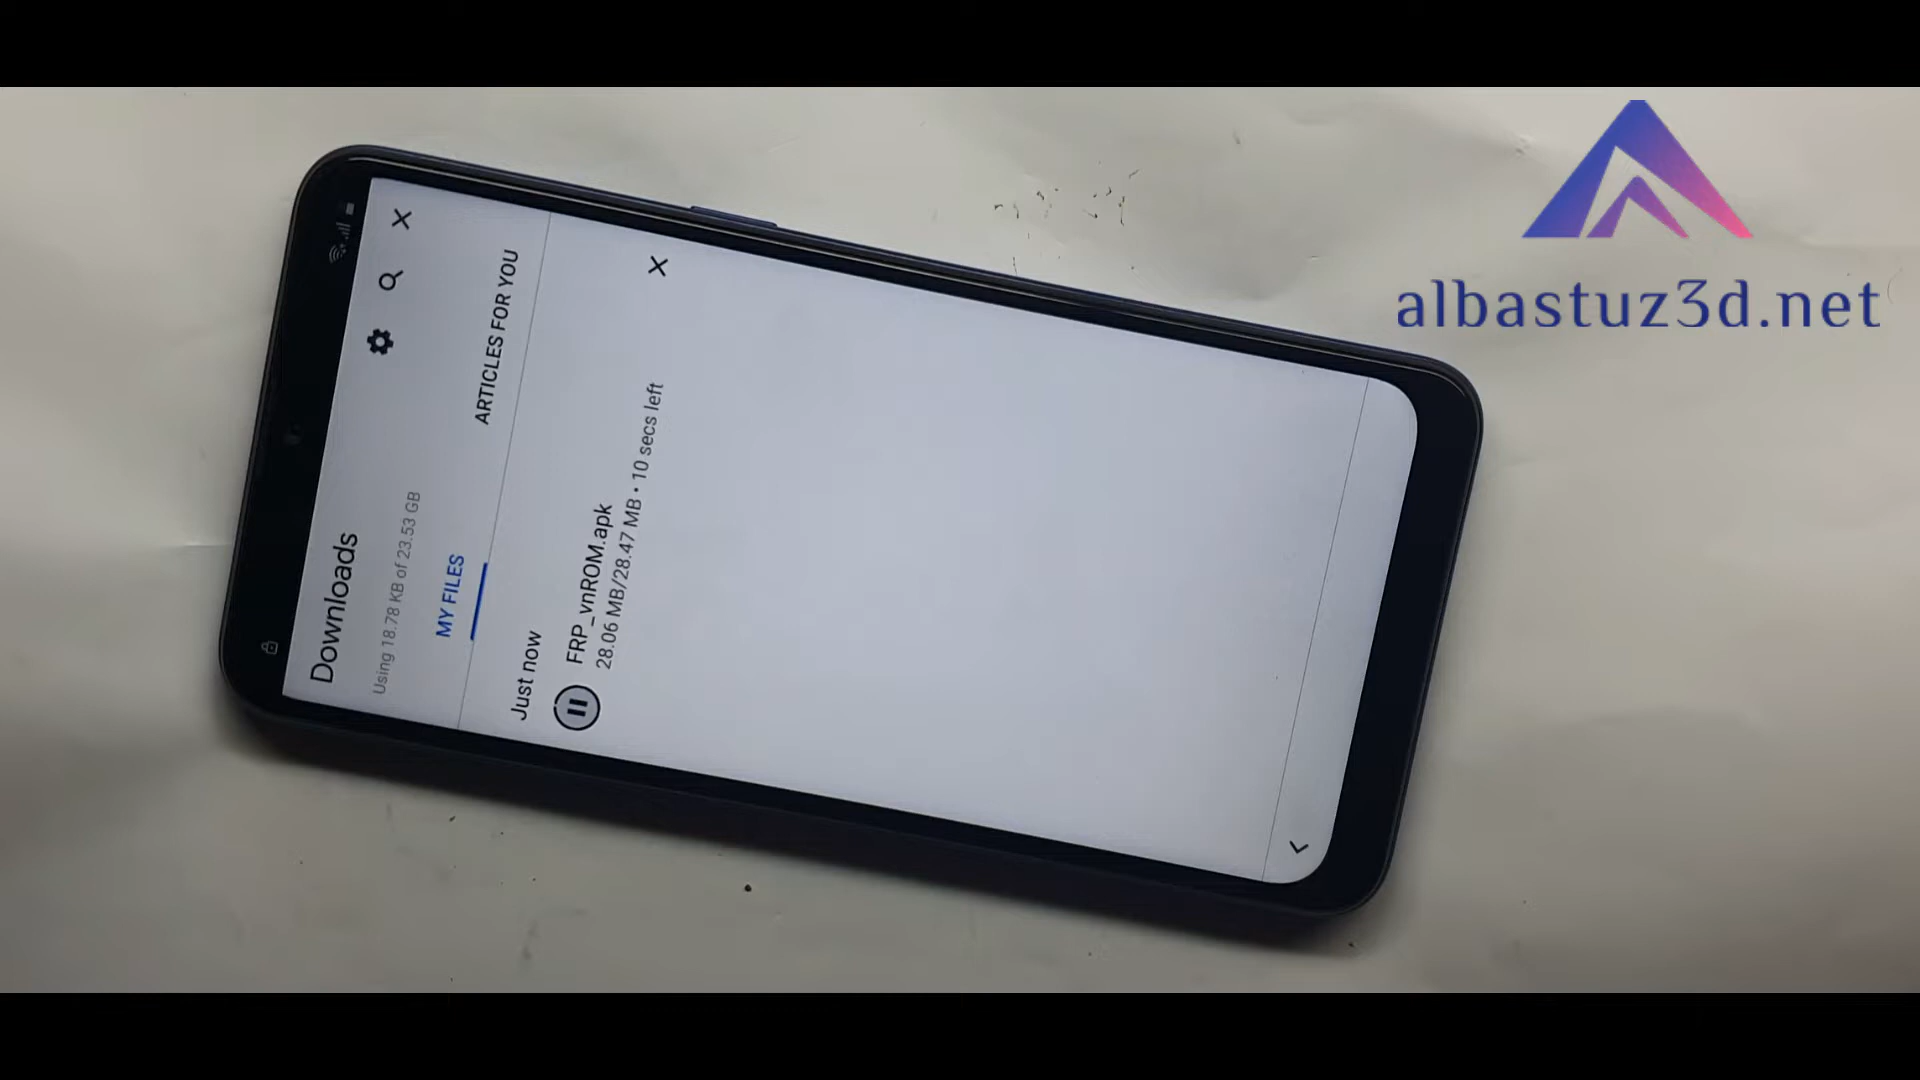 Downloads
Using 18.78 KB of 23.53 GB
MY FILES
ARTICLES FOR YOU
Just now
FRP_vnROM.apk
28.06 MB/28.47 MB • 10 secs left
albastuz3d.net